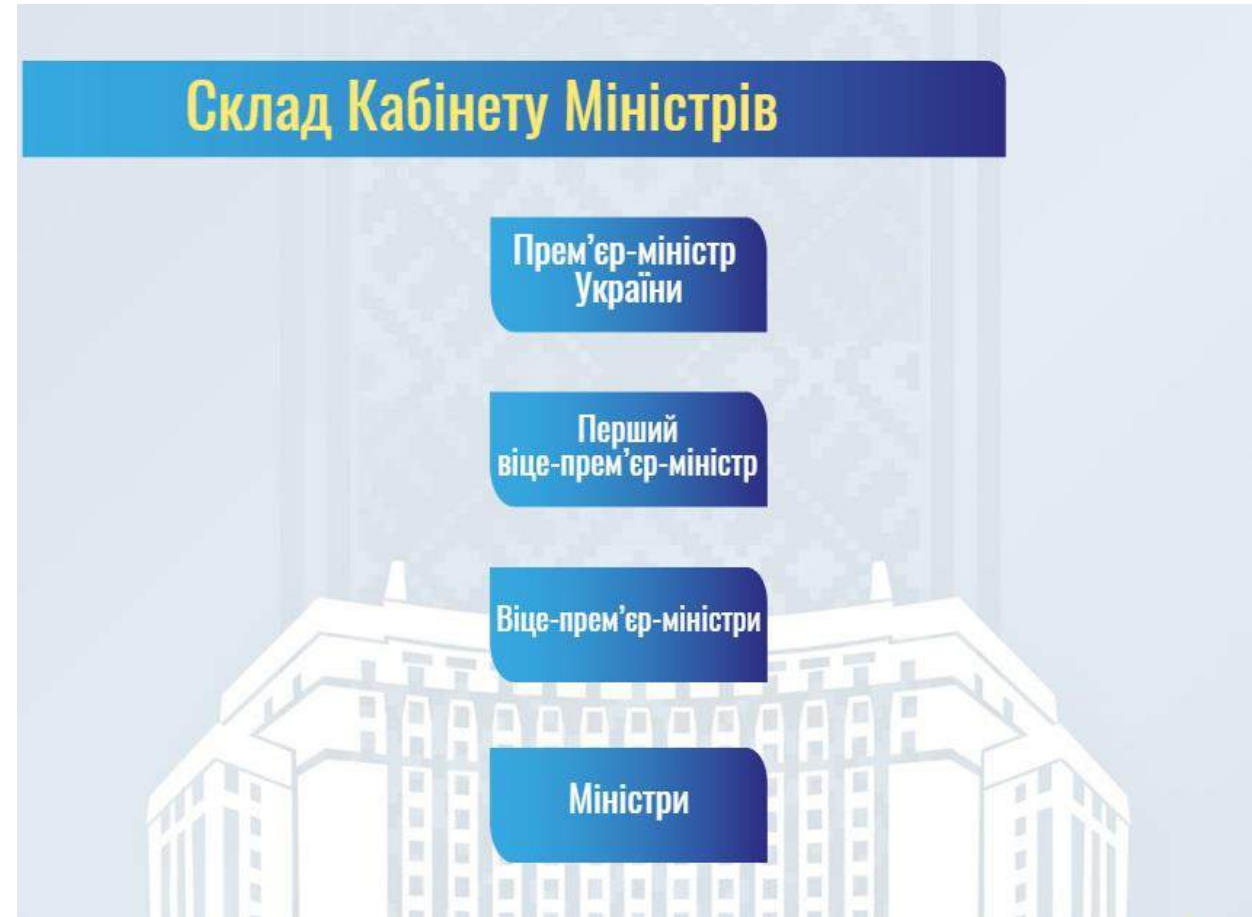 Склад Кабінету Міністрів
Прем’єр-міністр
України
Перший
віце-прем’єр-міністр
Віце-прем’єр-міністри
Міністри